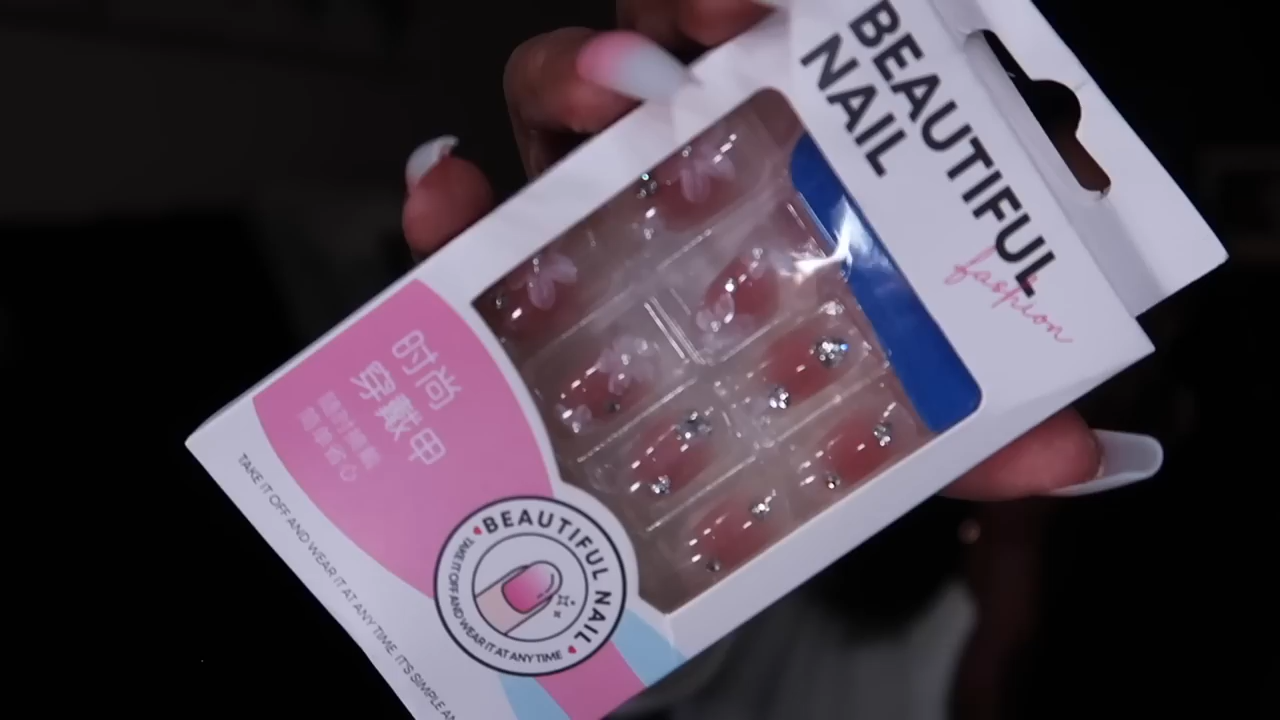 BEAUTIFUL
NAIL
fashion
时尚
穿戴甲
BEAUTIFUL NAIL
TAKE IT OFF AND WEAR IT AT ANY TIME
TAKE IT OFF AND WEAR IT AT ANY TIME. IT'S SIMPLE